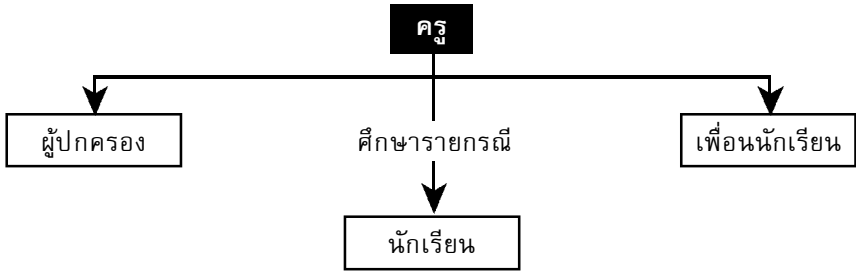 ครู
ผู้ปกครอง
ศึกษารายกรณี
เพื่อนนักเรียน
นักเรียน